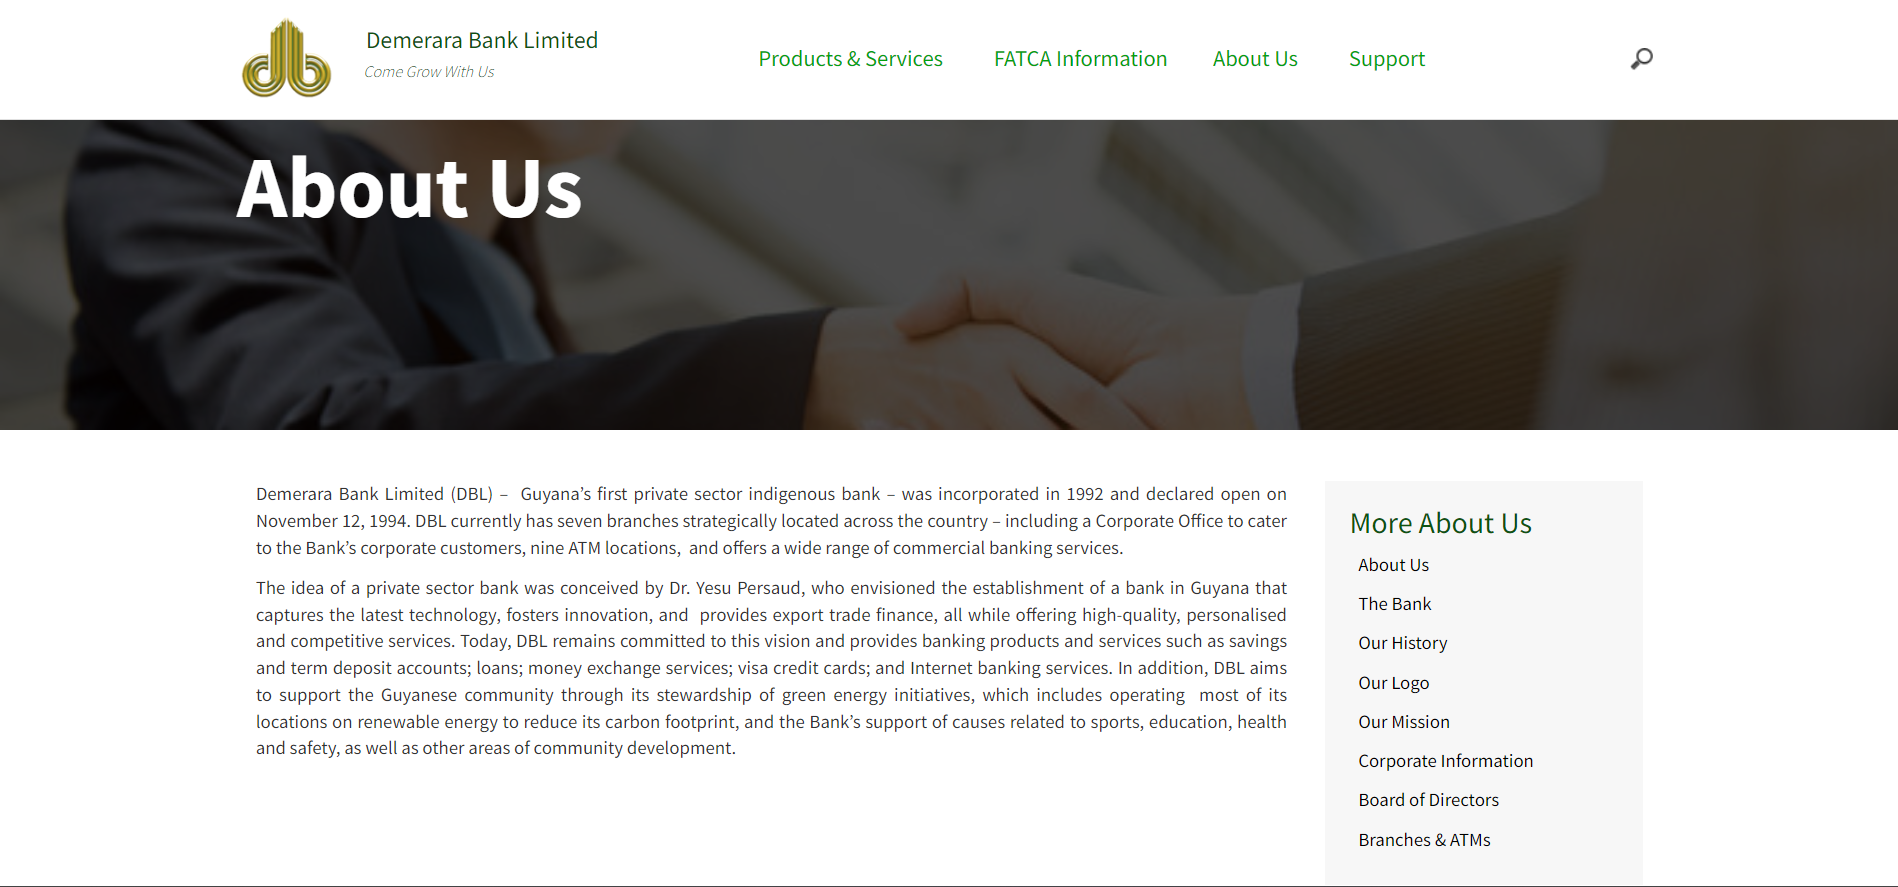 Demerara Bank Limited
Come Grow With Us
Products & Services
FATCA Information
About Us
Support
About Us
Demerara Bank Limited (DBL) –  Guyana’s first private sector indigenous bank – was incorporated in 1992 and declared open on
November 12, 1994. DBL currently has seven branches strategically located across the country – including a Corporate Office to cater
to the Bank’s corporate customers, nine ATM locations,  and offers a wide range of commercial banking services.
The idea of a private sector bank was conceived by Dr. Yesu Persaud, who envisioned the establishment of a bank in Guyana that
captures the latest technology, fosters innovation, and  provides export trade finance, all while offering high-quality, personalised
and competitive services. Today, DBL remains committed to this vision and provides banking products and services such as savings
and term deposit accounts; loans; money exchange services; visa credit cards; and Internet banking services. In addition, DBL aims
to support the Guyanese community through its stewardship of green energy initiatives, which includes operating  most of its
locations on renewable energy to reduce its carbon footprint, and the Bank’s support of causes related to sports, education, health
and safety, as well as other areas of community development.
More About Us
About Us
The Bank
Our History
Our Logo
Our Mission
Corporate Information
Board of Directors
Branches & ATMs